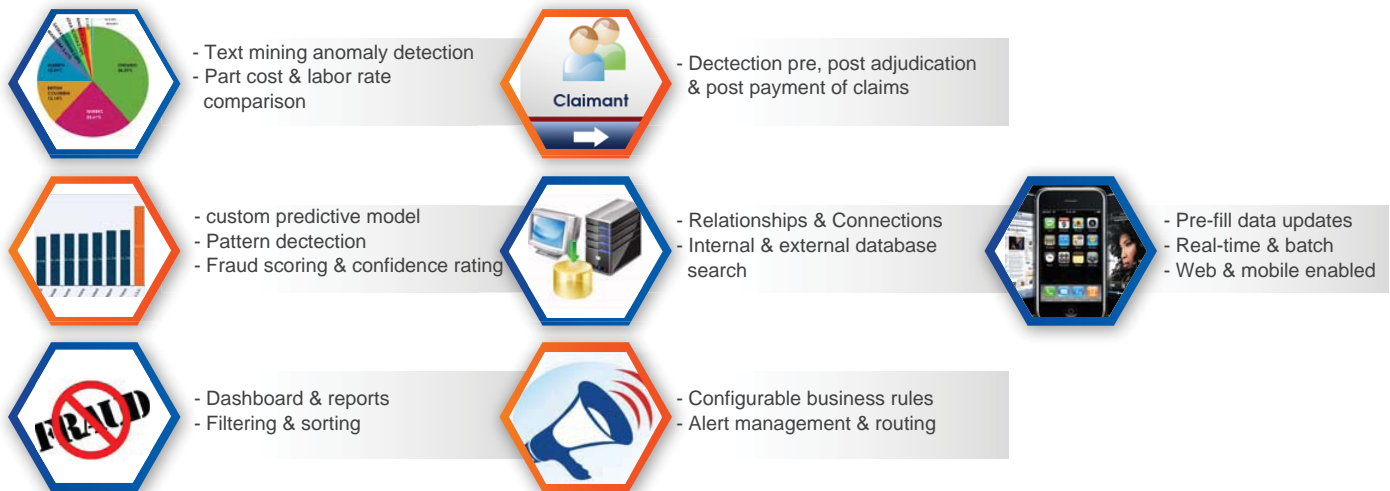 - Text mining anomaly detection
- Part cost & labor rate
comparison
Claimant
- Dectection pre, post adjudication
& post payment of claims
- custom predictive model
- Pattern dectection
- Fraud scoring & confidence rating
- Relationships & Connections
- Internal & external database
search
- Pre-fill data updates
- Real-time & batch
- Web & mobile enabled
FRAUD
- Dashboard & reports
- Filtering & sorting
- Configurable business rules
- Alert management & routing